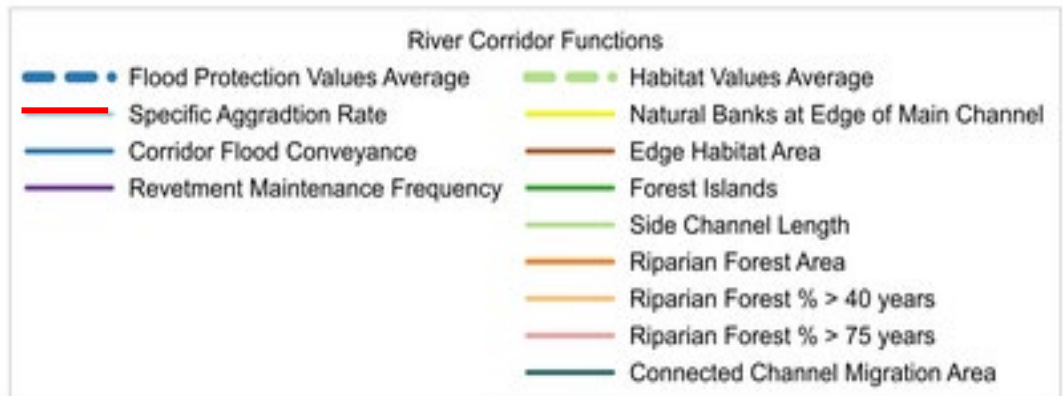 River Corridor Functions
Flood Protection Values Average
Specific Aggradtion Rate
Corridor Flood Conveyance
Revetment Maintenance Frequency
Habitat Values Average
Natural Banks at Edge of Main Channel
Edge Habitat Area
Forest Islands
Side Channel Length
Riparian Forest Area
Riparian Forest % > 40 years
Riparian Forest % > 75 years
Connected Channel Migration Area